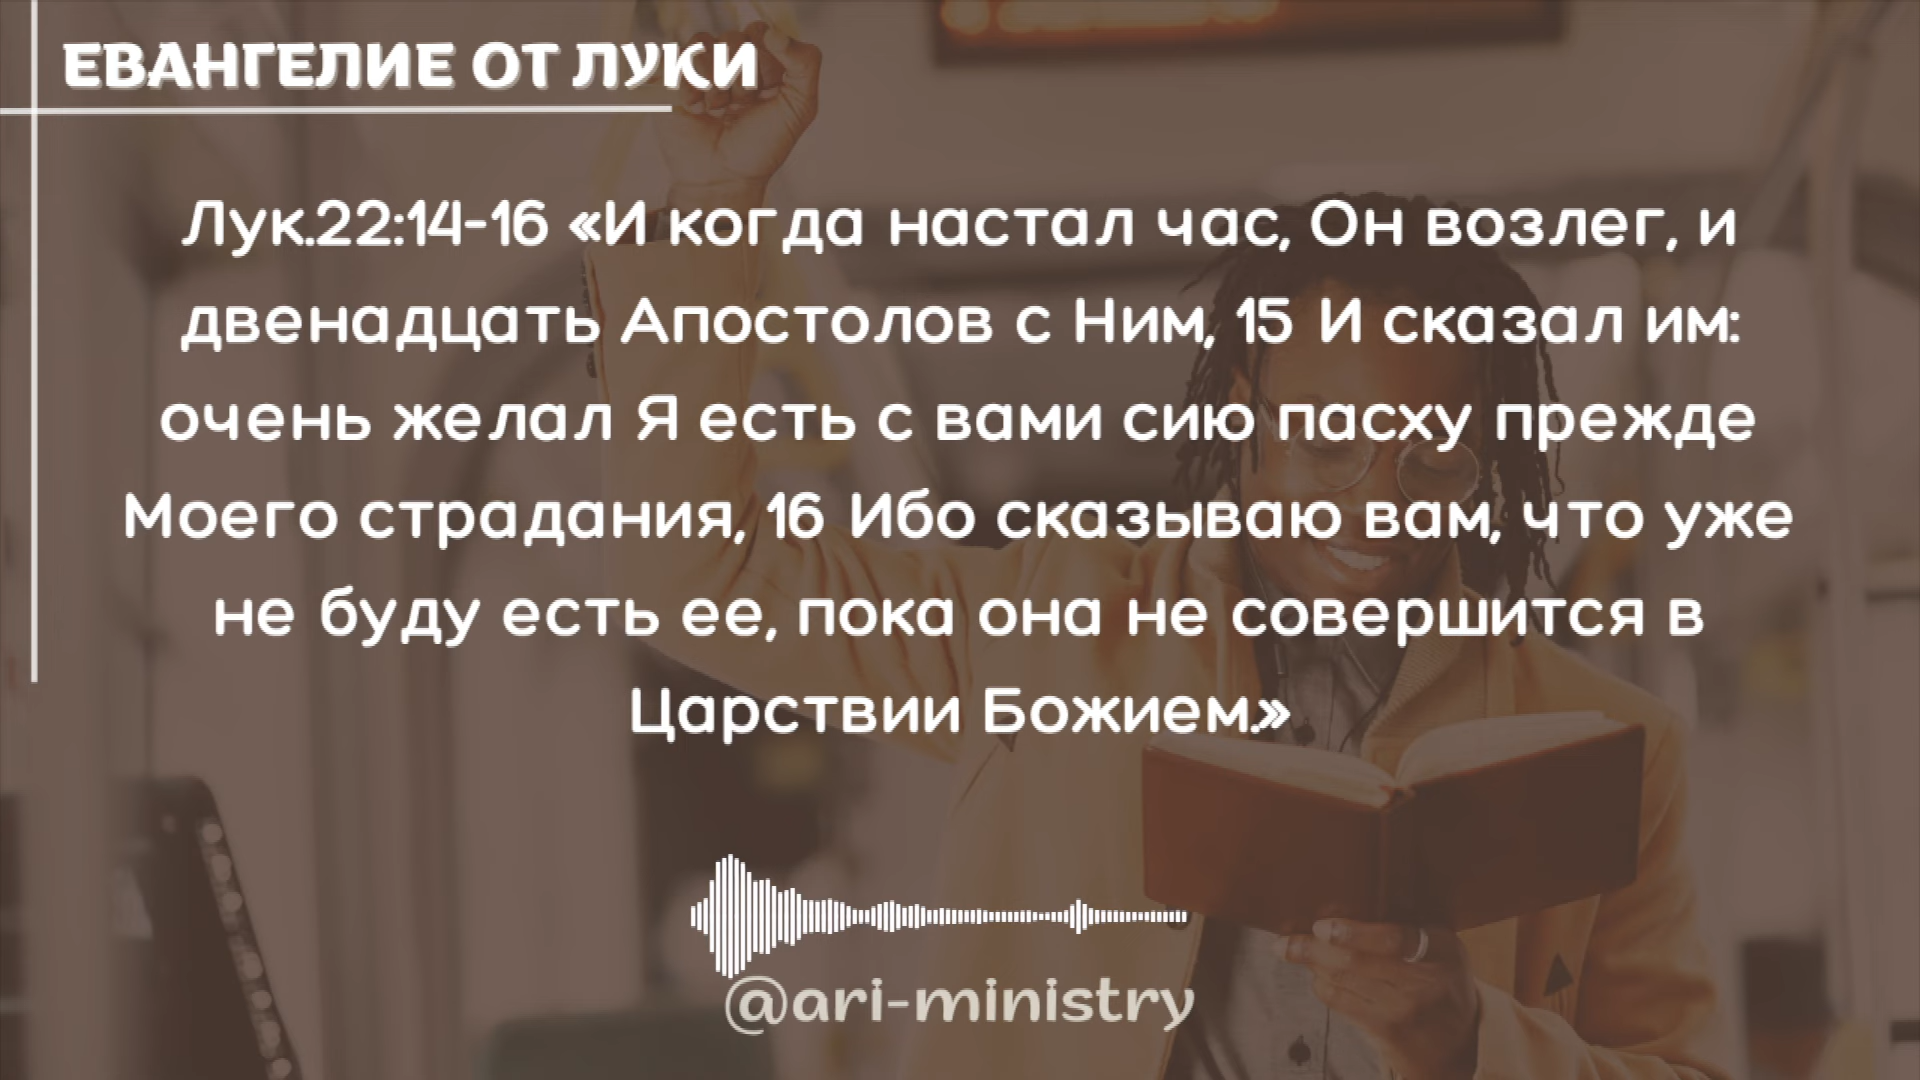 ЕВАНГЕЛИЕ ОТ ЛУКИ
Лук.22:14-16 «И когда настал час, Он возлег, и
двенадцать Апостолов с Ним, 15 И сказал им:
очень желал Я есть с вами сию пасху прежде
Моего страдания, 16 Ибо сказываю вам, что уже
не буду есть ее, пока она не совершится в
Царствии Божием.»
@ari-ministry